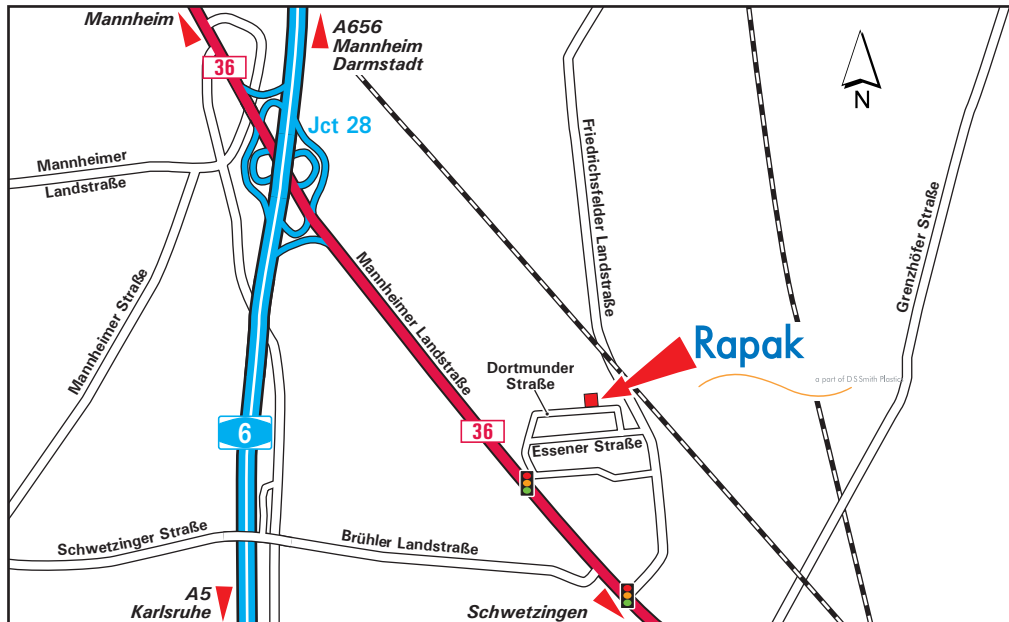 Mannheim
A656
Mannheim
Darmstadt
36
N
Jct 28
Mannheimer
Landstraße
Friedrichsfelder Landstraße
Grenzhöfer Straße
Mannheimer Straße
Mannheimer Landstraße
Rapak
a part of DS Smith Plastic
Dortmunder
Straße
6
36
Essener Straße
Schwetzinger Straße
Brühler Landstraße
A5
Karlsruhe
Schwetzingen